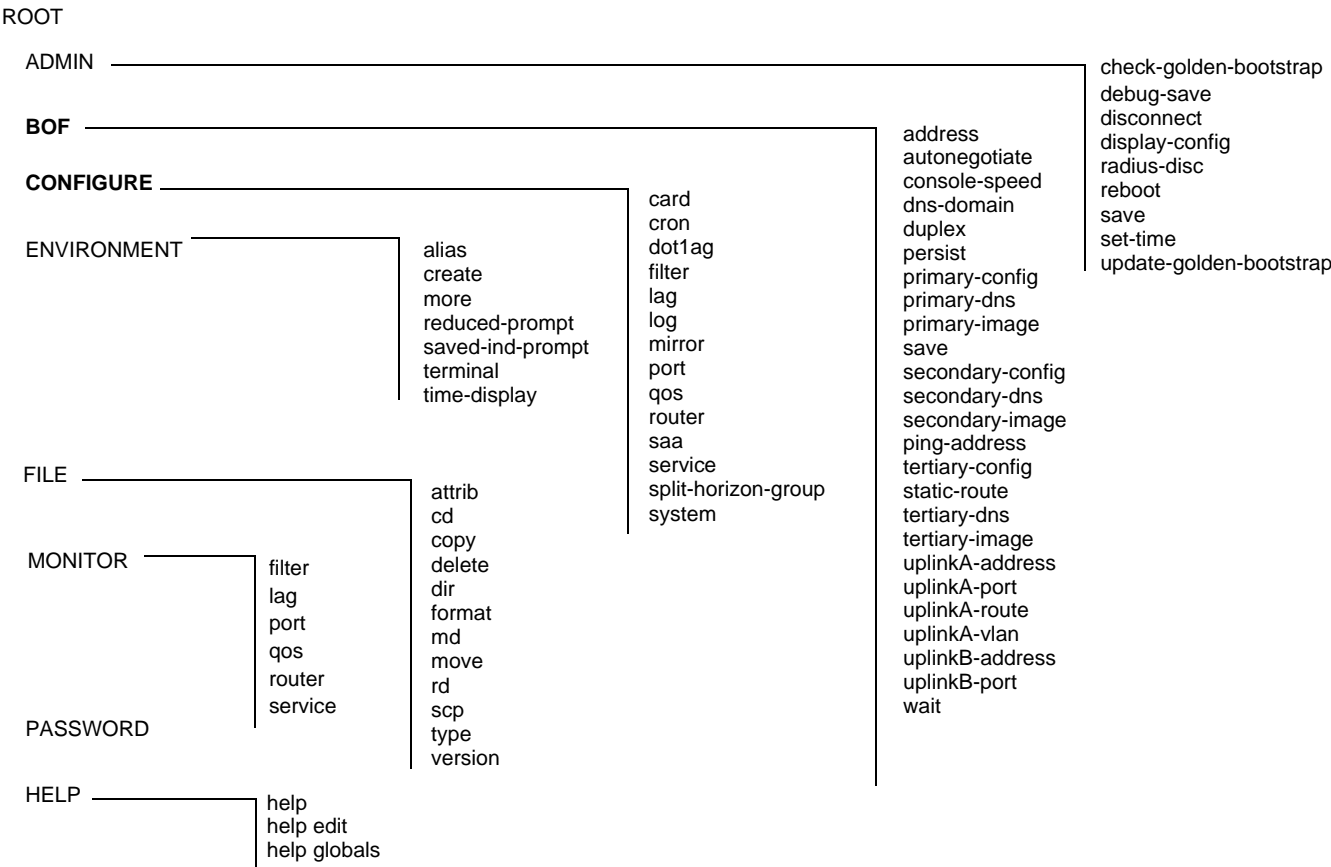 ROOT
ADMIN
check-golden-bootstrap
debug-save
disconnect
display-config
radius-disc
reboot
save
set-time
update-golden-bootstrap
BOF
address
autonegotiate
console-speed
dns-domain
duplex
persist
primary-config
primary-dns
primary-image
save
secondary-config
secondary-dns
secondary-image
ping-address
tertiary-config
static-route
tertiary-dns
tertiary-image
uplinkA-address
uplinkA-port
uplinkA-route
uplinkA-vlan
uplinkB-address
uplinkB-port
wait
CONFIGURE
card
cron
dot1ag
filter
lag
log
mirror
port
qos
router
saa
service
split-horizon-group
system
ENVIRONMENT
alias
create
more
reduced-prompt
saved-ind-prompt
terminal
time-display
FILE
attrib
cd
copy
delete
dir
format
md
move
rd
scp
type
version
MONITOR
filter
lag
port
qos
router
service
PASSWORD
HELP
help
help edit
help globals